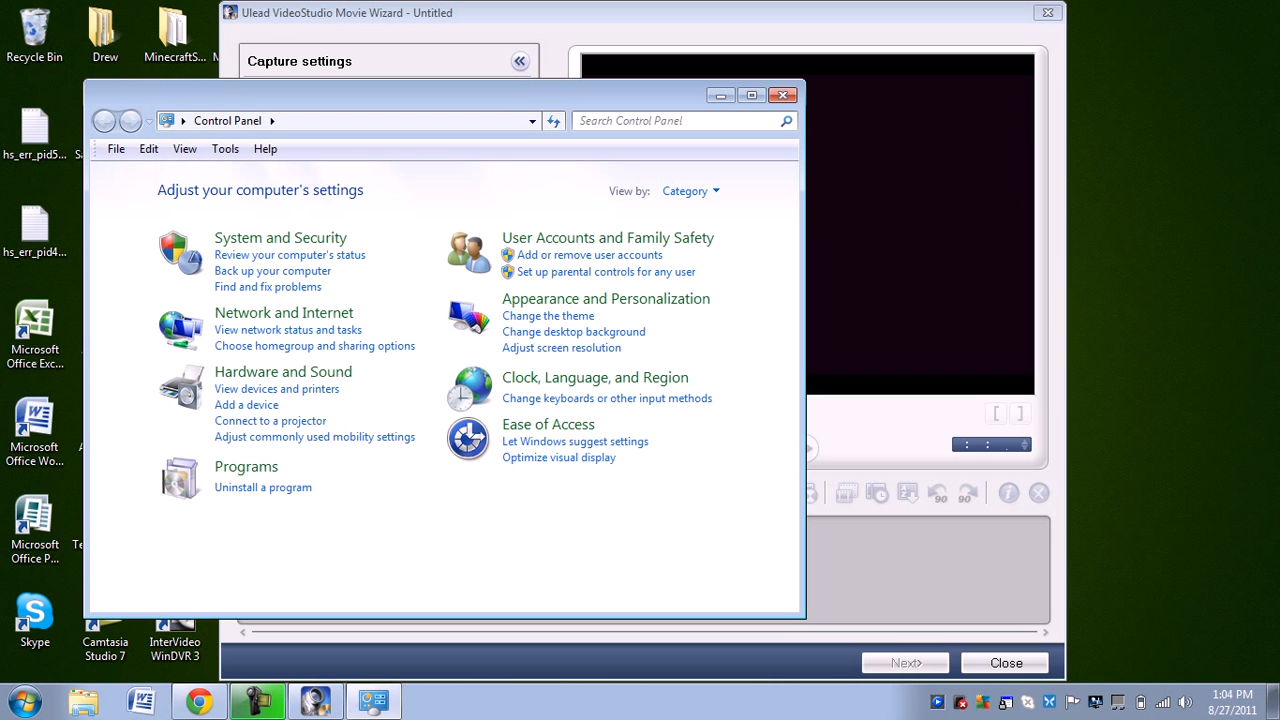 Recycle Bin
Drew
MinecraftS...
hs_err_pid5...
hs_err_pid4...
Microsoft
Office Exc...
Microsoft
Office Wo...
Microsoft
Office P...
Skype
Camtasia
Studio 7
InterVideo
WinDVR 3
Ulead VideoStudio Movie Wizard - Untitled
Capture settings
Control Panel
Search Control Panel
File Edit View Tools Help
Adjust your computer's settings
View by: Category
System and Security
Review your computer's status
Back up your computer
Find and fix problems
Network and Internet
View network status and tasks
Choose homegroup and sharing options
Hardware and Sound
View devices and printers
Add a device
Connect to a projector
Adjust commonly used mobility settings
Programs
Uninstall a program
User Accounts and Family Safety
Add or remove user accounts
Set up parental controls for any user
Appearance and Personalization
Change the theme
Change desktop background
Adjust screen resolution
Clock, Language, and Region
Change keyboards or other input methods
Ease of Access
Let Windows suggest settings
Optimize visual display
[ ]
: : .
90 90
Next>
Close
1:04 PM
8/27/2011